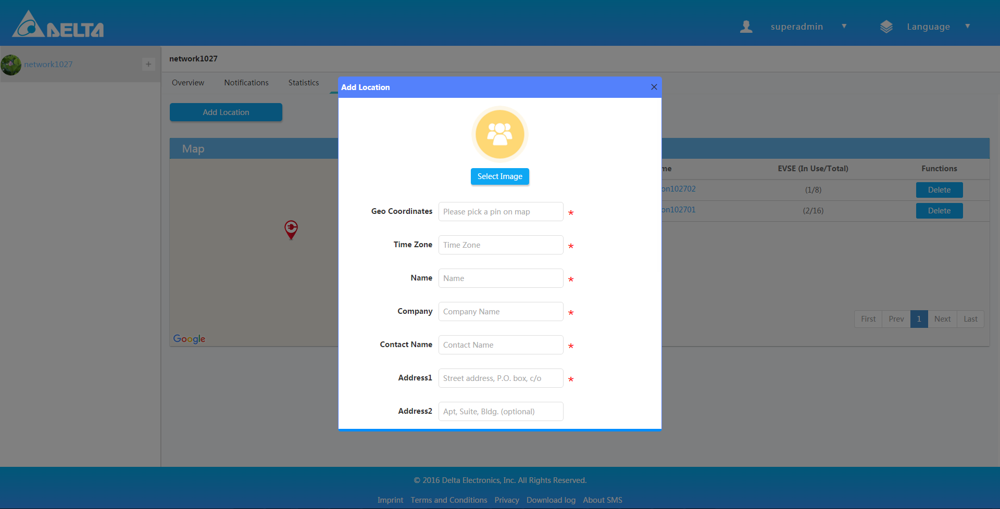 DELTA
superadmin
Language
network1027
+
network1027
Overview
Notifications
Statistics
Add Location
Add Location
Map
Select Image
EVSE (In Use/Total)
Functions
on102702
(1/8)
Delete
on102701
(2/16)
Delete
Geo Coordinates
Please pick a pin on map
*
Time Zone
Time Zone
*
Name
Name
*
Company
Company Name
*
Contact Name
Contact Name
*
Address1
Street address, P.O. box, c/o
*
Address2
Apt, Suite, Bldg. (optional)
First
Prev
1
Next
Last
Google
© 2016 Delta Electronics, Inc. All Rights Reserved.
Imprint Terms and Conditions Privacy Download log About SMS